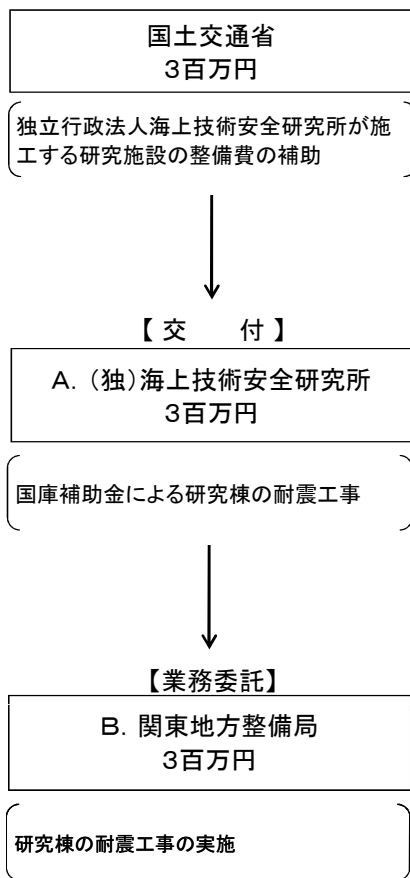 国土交通省
3百万円
独立行政法人海上技術安全研究所が施
工する研究施設の整備費の補助
【 交　　付 】
A. （独）海上技術安全研究所
3百万円
国庫補助金による研究棟の耐震工事
【業務委託】
B. 関東地方整備局
3百万円
研究棟の耐震工事の実施